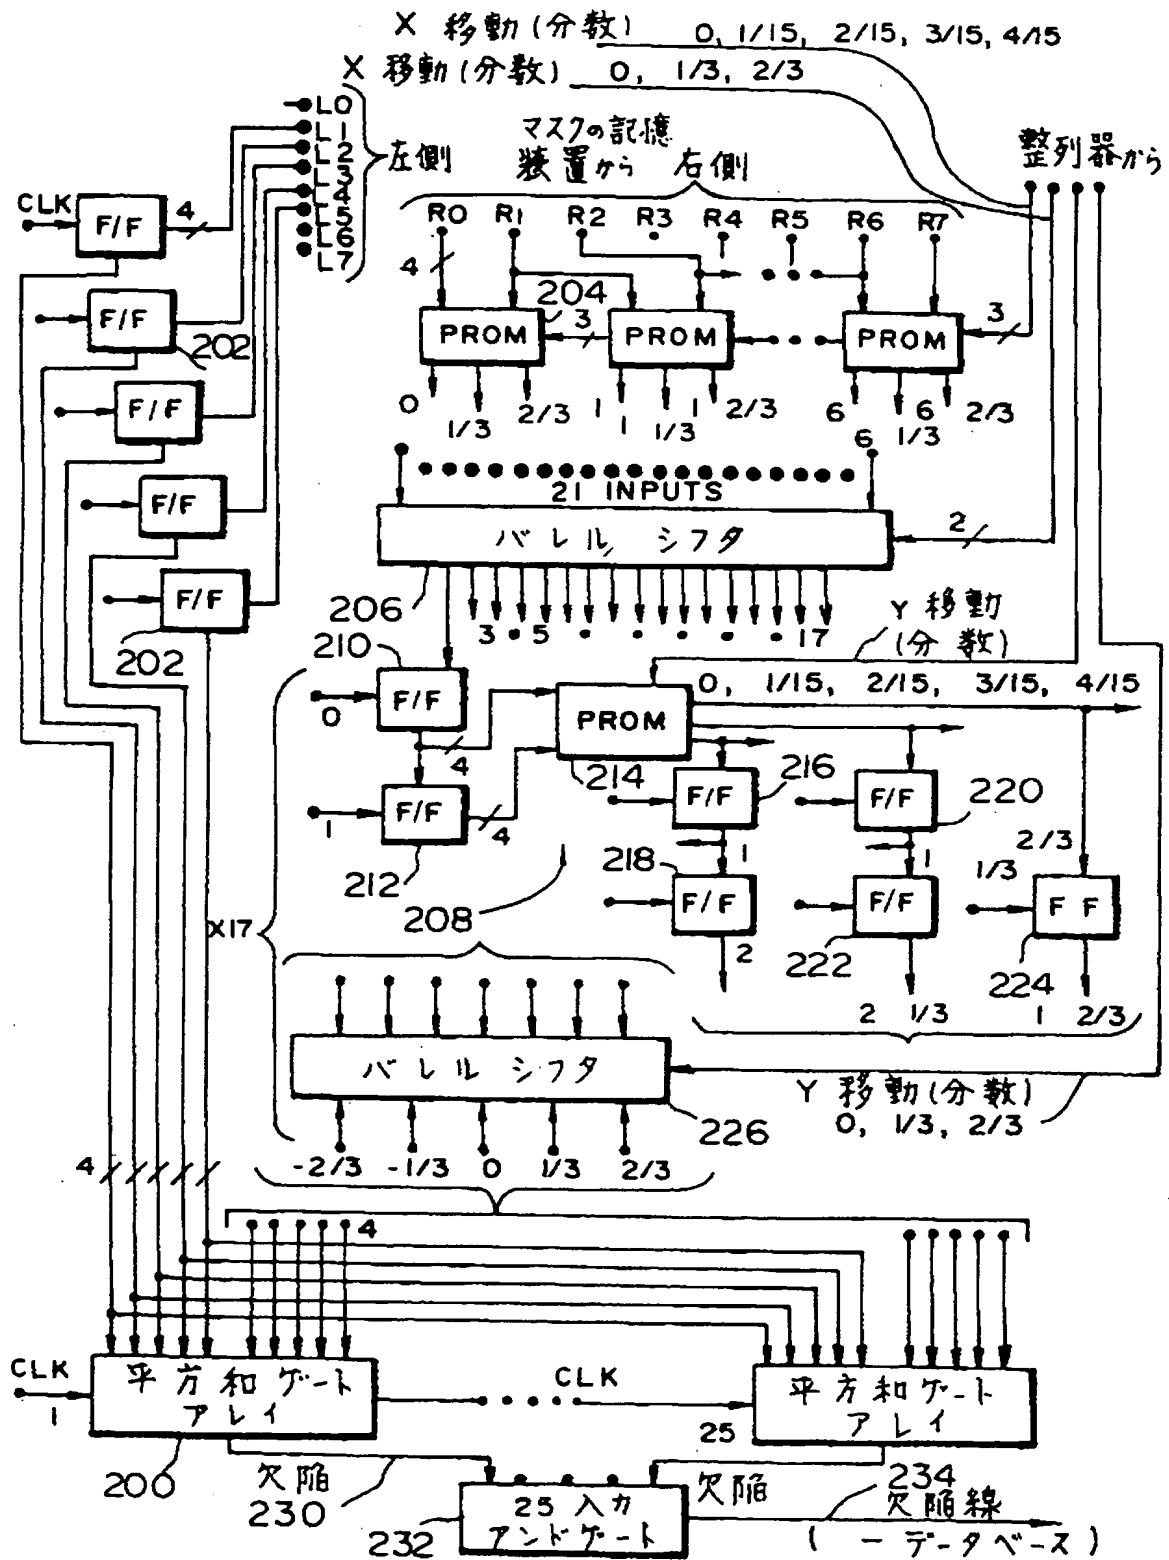 X 移動(分数) 0, 1/15, 2/15, 3/15, 4/15
X 移動(分数) 0, 1/3, 2/3
L0
L1
L2
L3
L4
L5
L6
L7
左側
マスクの記憶
装置から 右側
整列器から
R0 R1 R2 R3 R4 R5 R6 R7
CLK
F/F
4
F/F
202
F/F
F/F
F/F
202
4
204
PROM
3
PROM
PROM
3
0 1/3 2/3
1 1 1/3 1 2/3
6 6 1/3 2/3
6
21 INPUTS
バレル シフタ
2
206
3 5 17
Y 移動
(分数)
0, 1/15, 2/15, 3/15, 4/15
210
0
F/F
4
PROM
214
1
F/F
4
212
208
F/F
216
1
218
F/F
2
F/F
220
1
F/F
222
2 1/3
2/3
1/3
F F
224
1 2/3
X17
バレル シフタ
226
Y 移動(分数)
0, 1/3, 2/3
-2/3 -1/3 0 1/3 2/3
4
4
CLK
1
平方和ゲート
アレイ
200
CLK
25
平方和ゲート
アレイ
欠陥
230
232
25 入力
アンドゲート
欠陥
234
欠陥線
(-データベース)